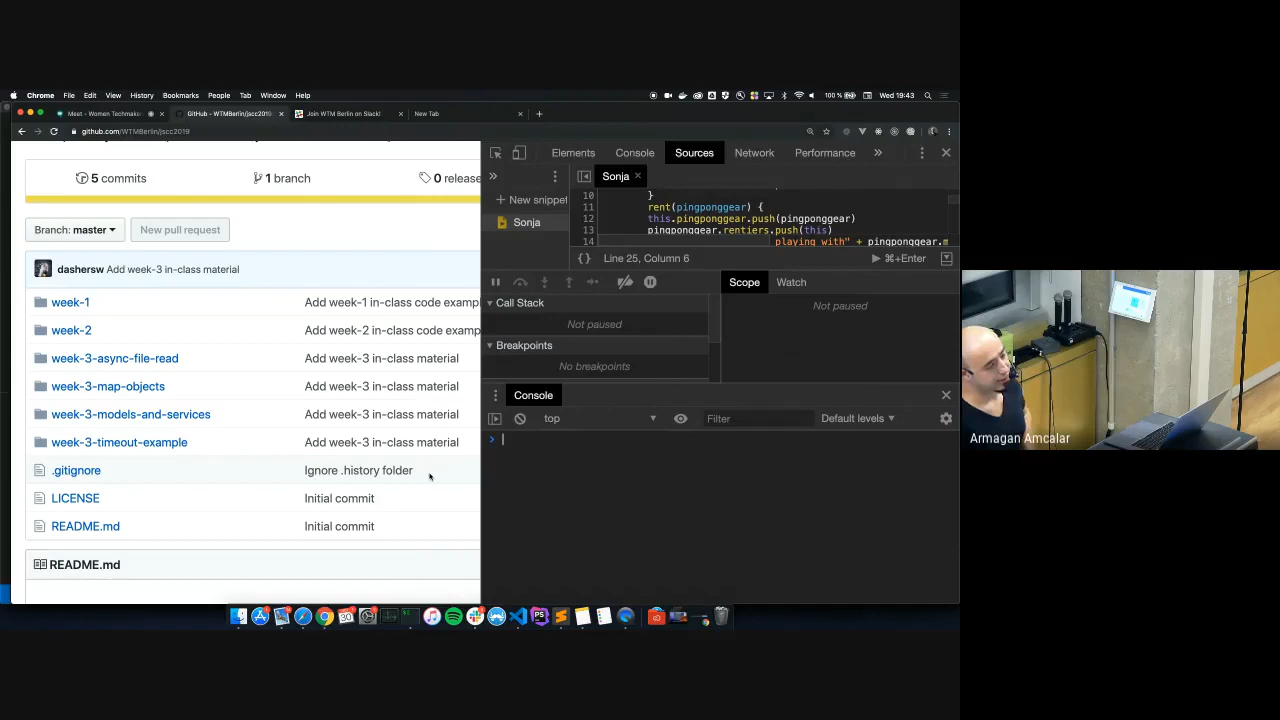 Chrome File Edit View History Bookmarks People Tab Window Help 100 % Wed 19:43
Meet - Women Techmake GitHub - WTMBerlin/jscc2019 Join WTM Berlin on Slack! New Tab
github.com/WTMBerlin/jscc2019
5 commits 1 branch 0 release
Branch: master New pull request
dashersw Add week-3 in-class material
week-1 Add week-1 in-class code examp
week-2 Add week-2 in-class code examp
week-3-async-file-read Add week-3 in-class material
week-3-map-objects Add week-3 in-class material
week-3-models-and-services Add week-3 in-class material
week-3-timeout-example Add week-3 in-class material
.gitignore Ignore .history folder
LICENSE Initial commit
README.md Initial commit
README.md
Elements Console Sources Network Performance »
» Sonja ×
+ New snippet
Sonja
10 }
11 rent(pingponggear) {
12 this.pingponggear.push(pingponggear)
13 pingponggear.rentiers.push(this)
14 playing with" + pingponggear.m
{ } Line 25, Column 6 ⌘+Enter
Scope Watch
Call Stack
Not paused
Not paused
Breakpoints
No breakpoints
Console
top Filter Default levels
>
30
PS
Armagan Amcalar